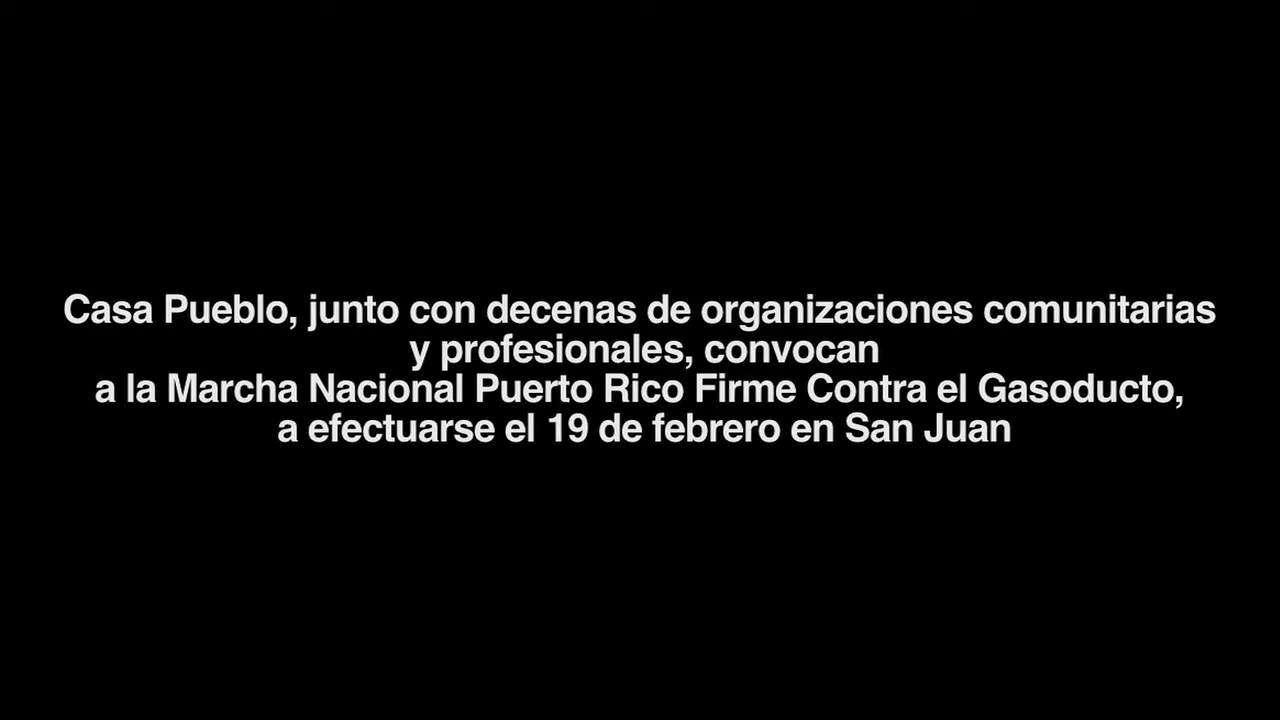 Casa Pueblo, junto con decenas de organizaciones comunitarias
y profesionales, convocan
a la Marcha Nacional Puerto Rico Firme Contra el Gasoducto,
a efectuarse el 19 de febrero en San Juan